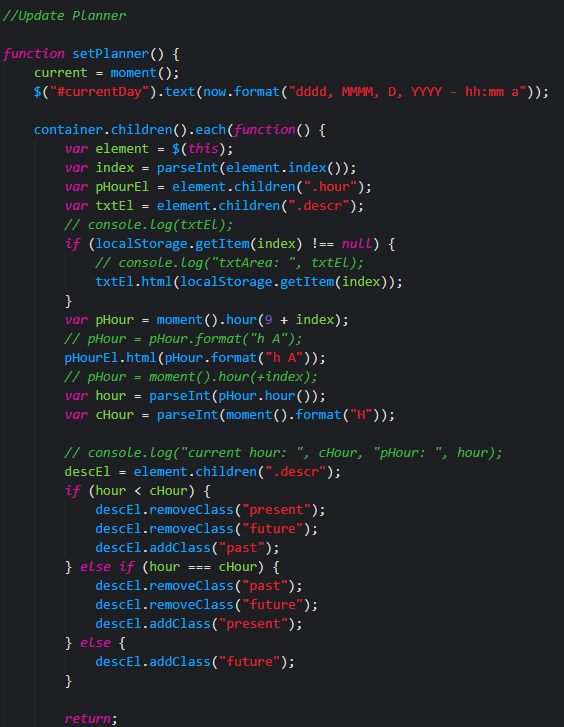 //Update Planner
function setPlanner() {
current = moment();
$("#currentDay").text(now.format("dddd, MMMM, D, YYYY - hh:mm a"));
container.children().each(function() {
var element = $(this);
var index = parseInt(element.index());
var pHourEl = element.children(".hour");
var txtEl = element.children(".descr");
// console.log(txtEl);
if (localStorage.getItem(index) !== null) {
// console.log("txtArea: ", txtEl);
txtEl.html(localStorage.getItem(index));
}
var pHour = moment().hour(9 + index);
// pHour = pHour.format("h A");
pHourEl.html(pHour.format("h A"));
// pHour = moment().hour(+index);
var hour = parseInt(pHour.hour());
var cHour = parseInt(moment().format("H"));
// console.log("current hour: ", cHour, "pHour: ", hour);
descEl = element.children(".descr");
if (hour < cHour) {
descEl.removeClass("present");
descEl.removeClass("future");
descEl.addClass("past");
} else if (hour === cHour) {
descEl.removeClass("past");
descEl.removeClass("future");
descEl.addClass("present");
} else {
descEl.addClass("future");
}
return;